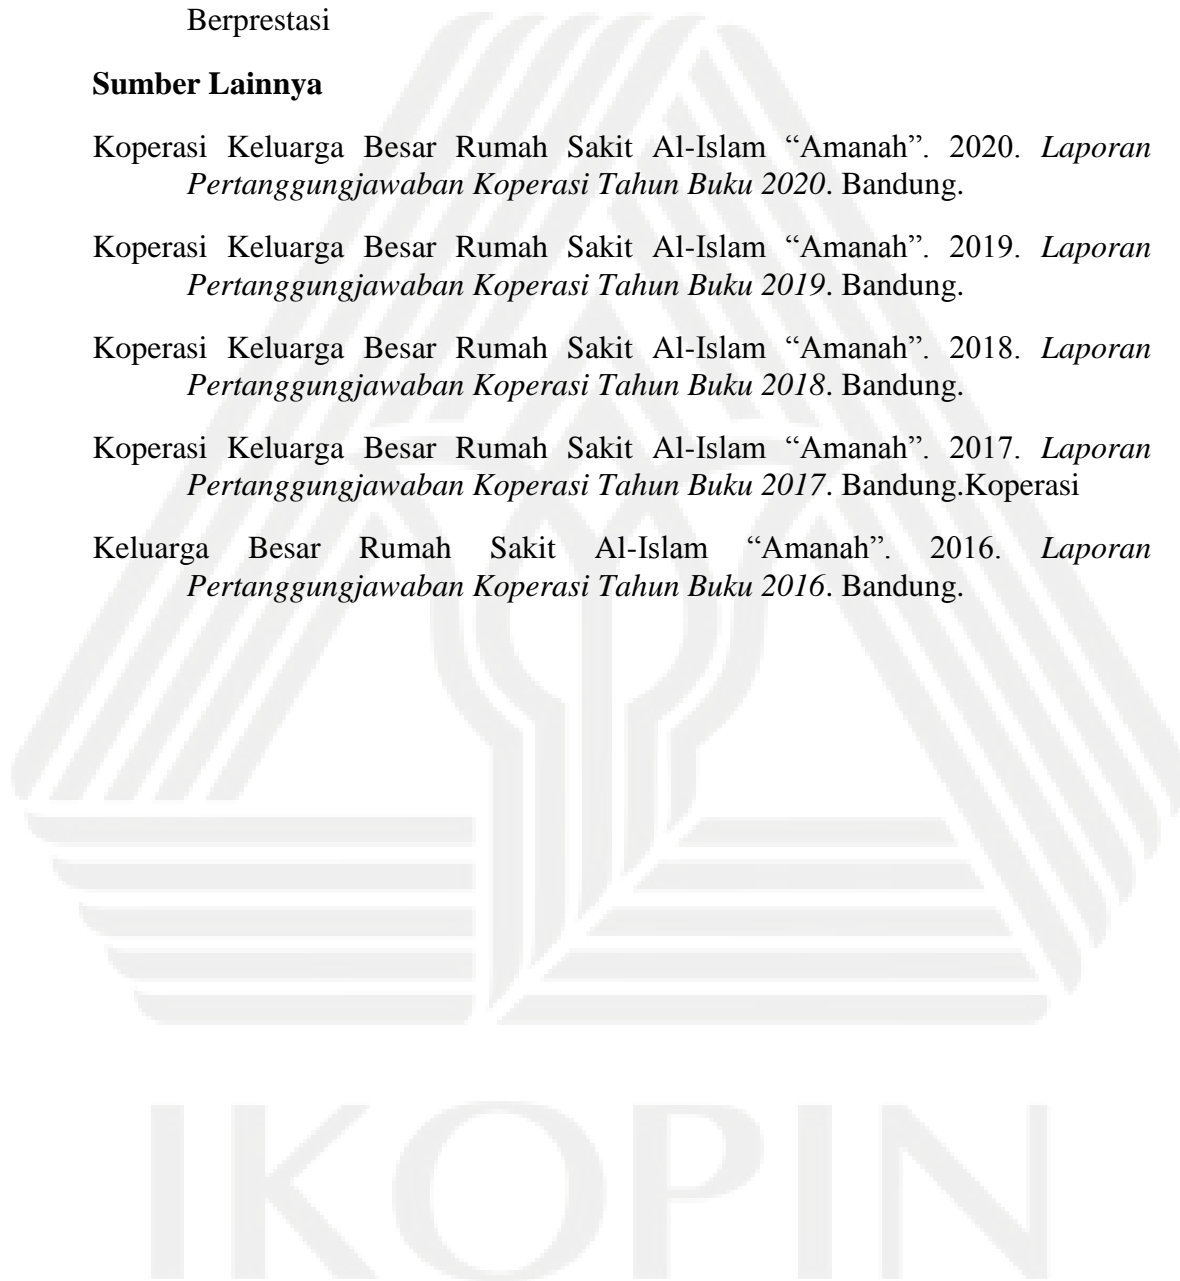 Berprestasi
Sumber Lainnya
Koperasi Keluarga Besar Rumah Sakit Al-Islam “Amanah”. 2020. Laporan
Pertanggungjawaban Koperasi Tahun Buku 2020. Bandung.
Koperasi Keluarga Besar Rumah Sakit Al-Islam “Amanah”. 2019. Laporan
Pertanggungjawaban Koperasi Tahun Buku 2019. Bandung.
Koperasi Keluarga Besar Rumah Sakit Al-Islam “Amanah”. 2018. Laporan
Pertanggungjawaban Koperasi Tahun Buku 2018. Bandung.
Koperasi Keluarga Besar Rumah Sakit Al-Islam “Amanah”. 2017. Laporan
Pertanggungjawaban Koperasi Tahun Buku 2017. Bandung.Koperasi
Keluarga Besar Rumah Sakit Al-Islam “Amanah”. 2016. Laporan
Pertanggungjawaban Koperasi Tahun Buku 2016. Bandung.
IKOPIN